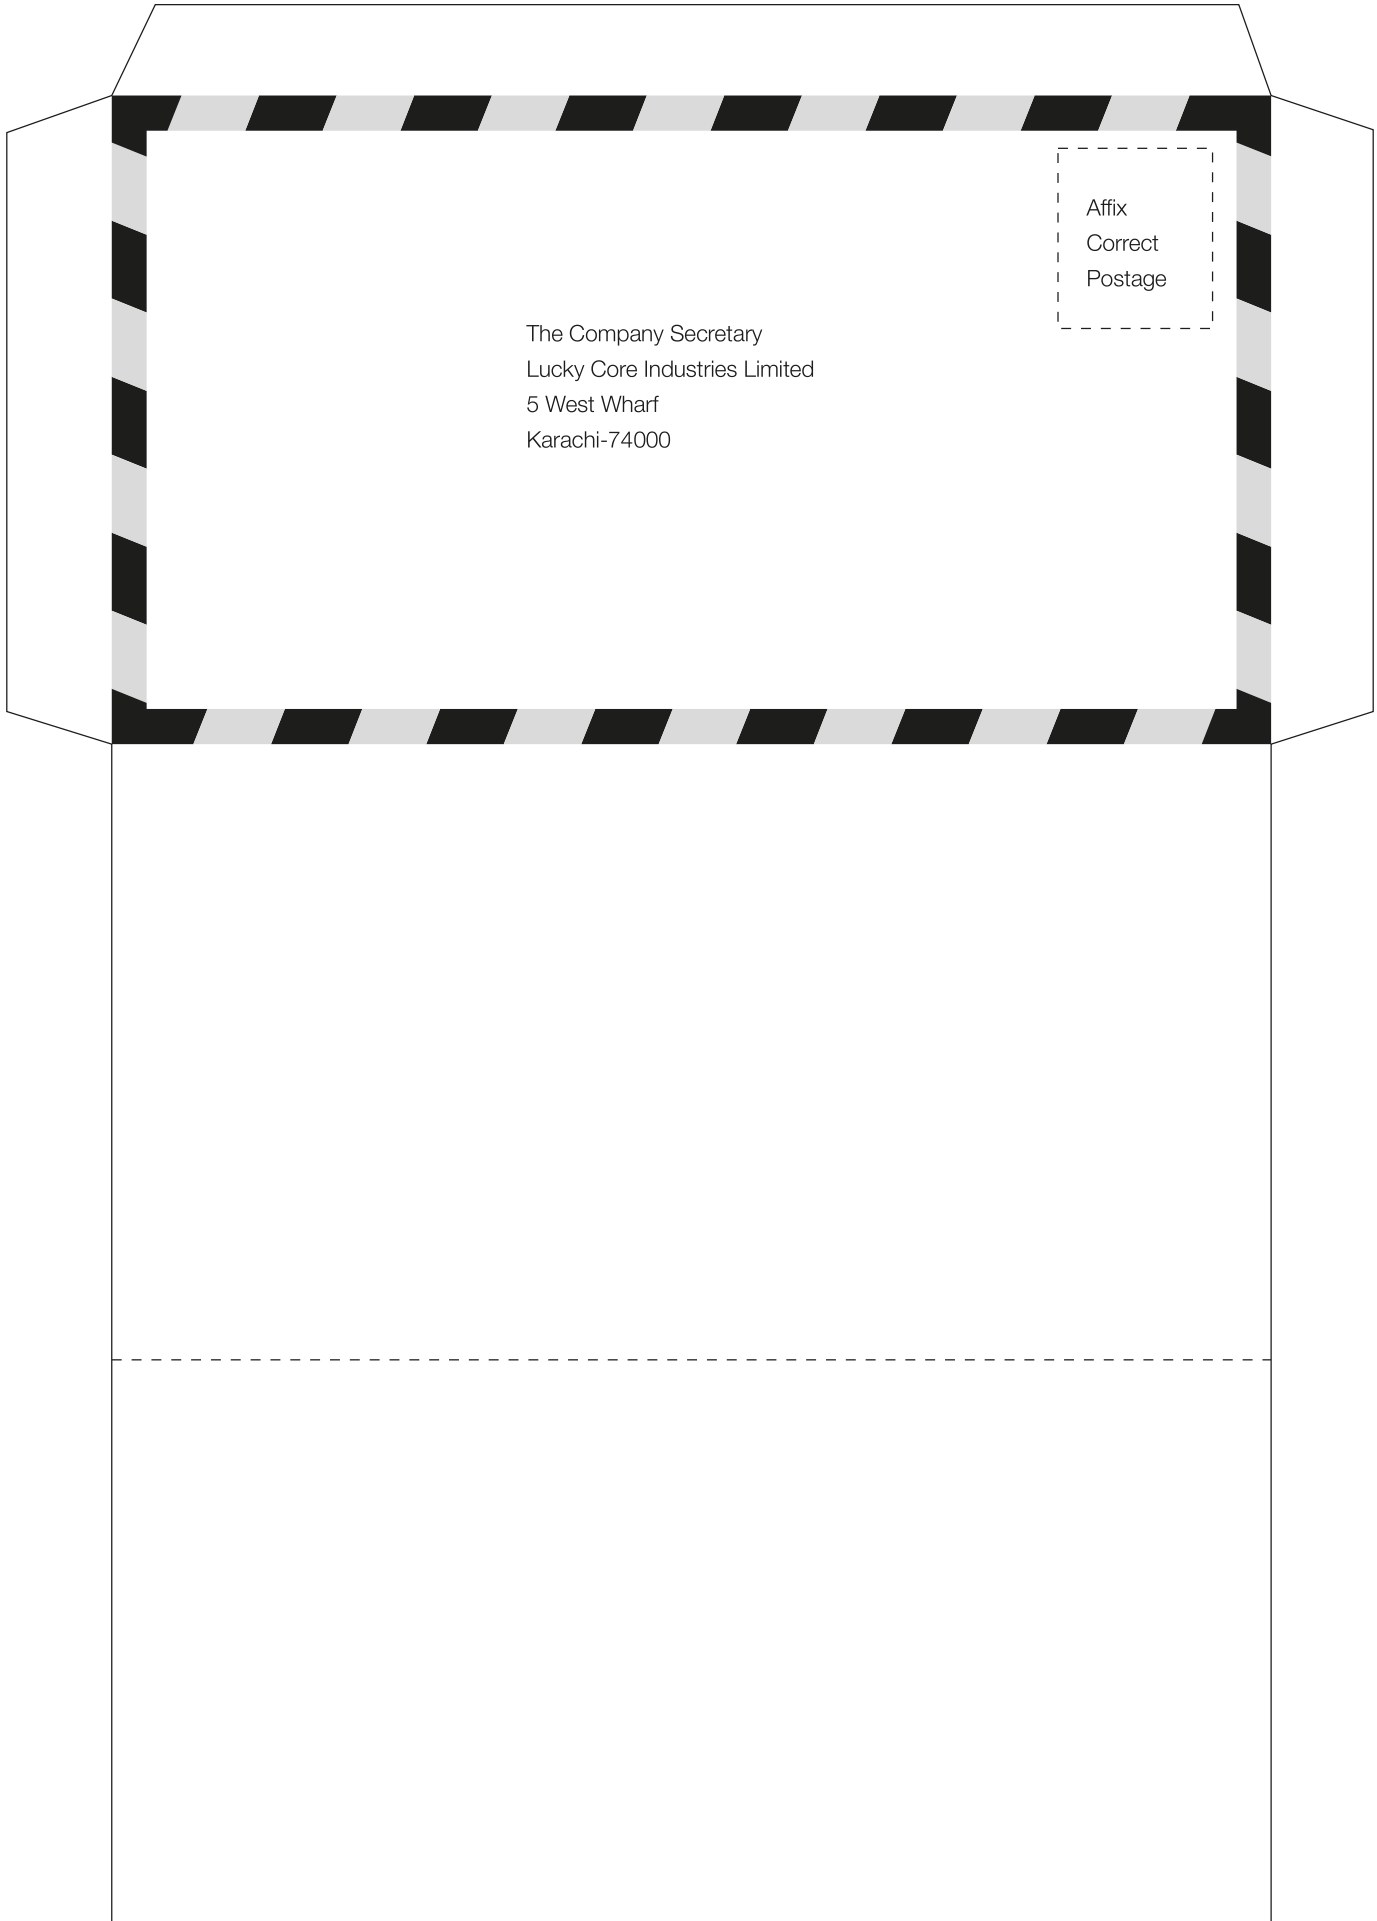 Affix
Correct
Postage
The Company Secretary
Lucky Core Industries Limited
5 West Wharf
Karachi-74000